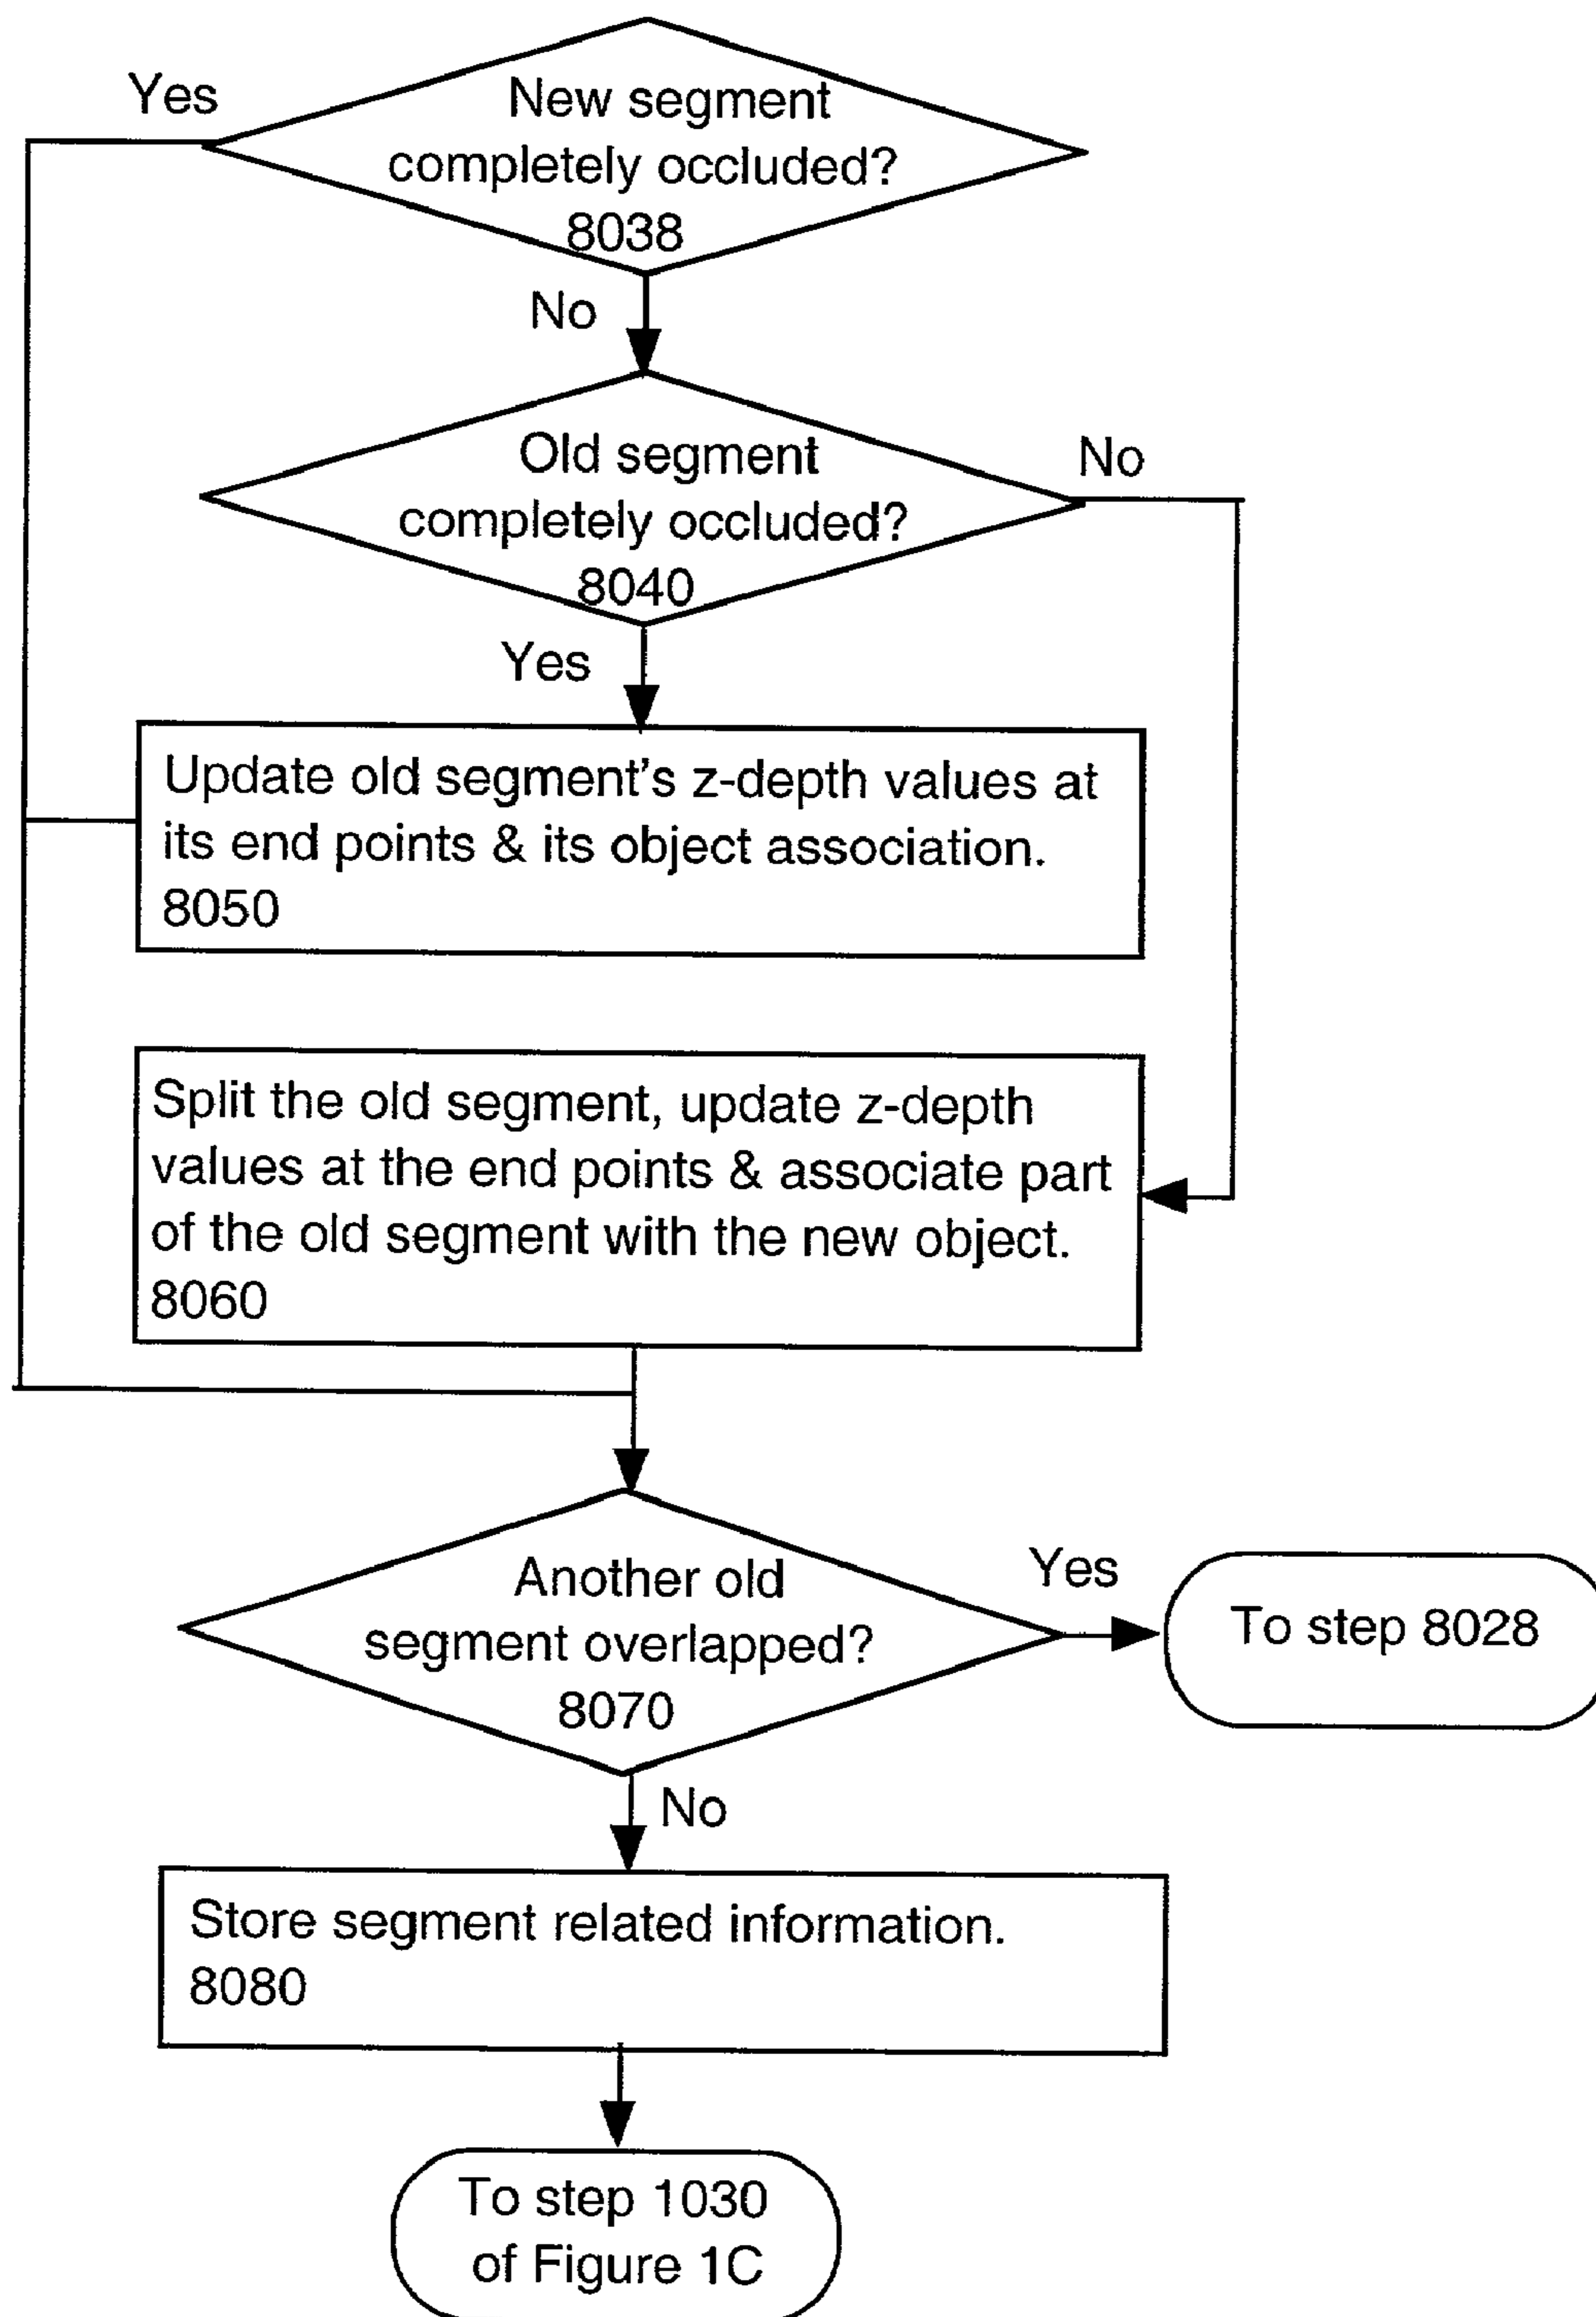 Yes
New segment
completely occluded?
8038
No
Old segment
completely occluded?
8040
No
Yes
Update old segment's z-depth values at
its end points & its object association.
8050
Split the old segment, update z-depth
values at the end points & associate part
of the old segment with the new object.
8060
Another old
segment overlapped?
8070
Yes
To step 8028
No
Store segment related information.
8080
To step 1030
of Figure 1C